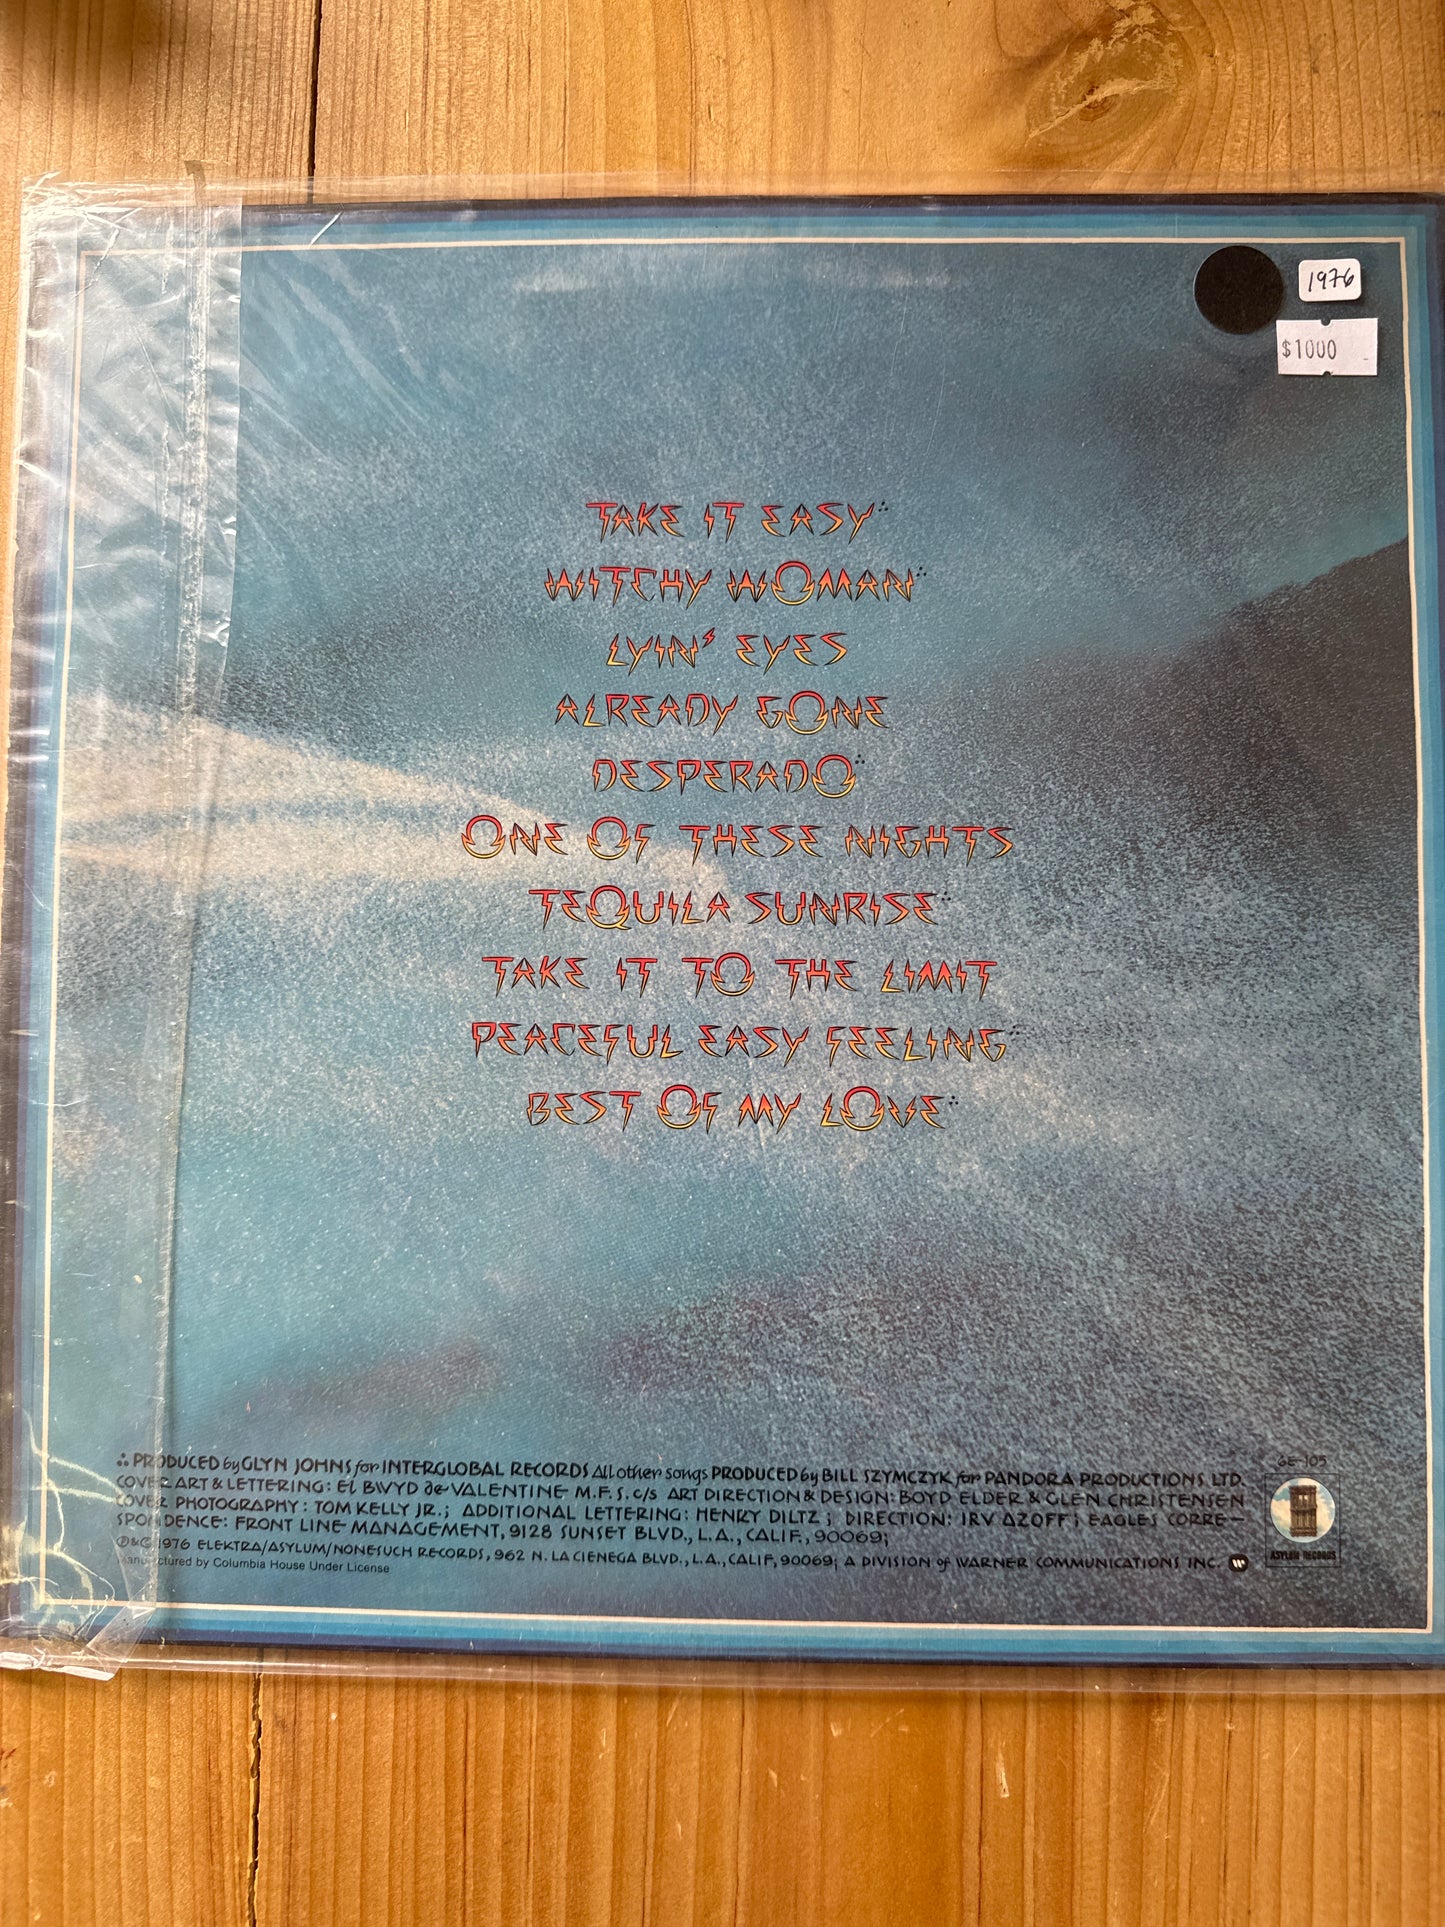 1976
$1000
TAKE IT EASY∴
WITCHY WOMAN∴
LYIN' EYES
ALREADY GONE
DESPERADO∴
ONE OF THESE NIGHTS
TEQUILA SUNRISE∴
TAKE IT TO THE LIMIT
PEACEFUL EASY FEELING∴
BEST OF MY LOVE∴
∴ PRODUCED by GLYN JOHNS for INTERGLOBAL RECORDS All other songs PRODUCED by BILL SZYMCZYK for PANDORA PRODUCTIONS LTD.
COVER ART & LETTERING: El BWYD de VALENTINE M.F.S. c/s ART DIRECTION & DESIGN: BOYD ELDER & GLEN CHRISTENSEN
COVER PHOTOGRAPHY: TOM KELLY JR.; ADDITIONAL LETTERING: HENRY DILTZ; DIRECTION: IRV AZOFF; EAGLES CORRE-
SPONDENCE: FRONT LINE MANAGEMENT, 9128 SUNSET BLVD., L.A., CALIF., 90069;
℗&© 1976 ELEKTRA/ASYLUM/NONESUCH RECORDS, 962 N. LA CIENEGA BLVD., L.A., CALIF, 90069; A DIVISION of WARNER COMMUNICATIONS INC.
Manufactured by Columbia House Under License
6E-105
ASYLUM RECORDS